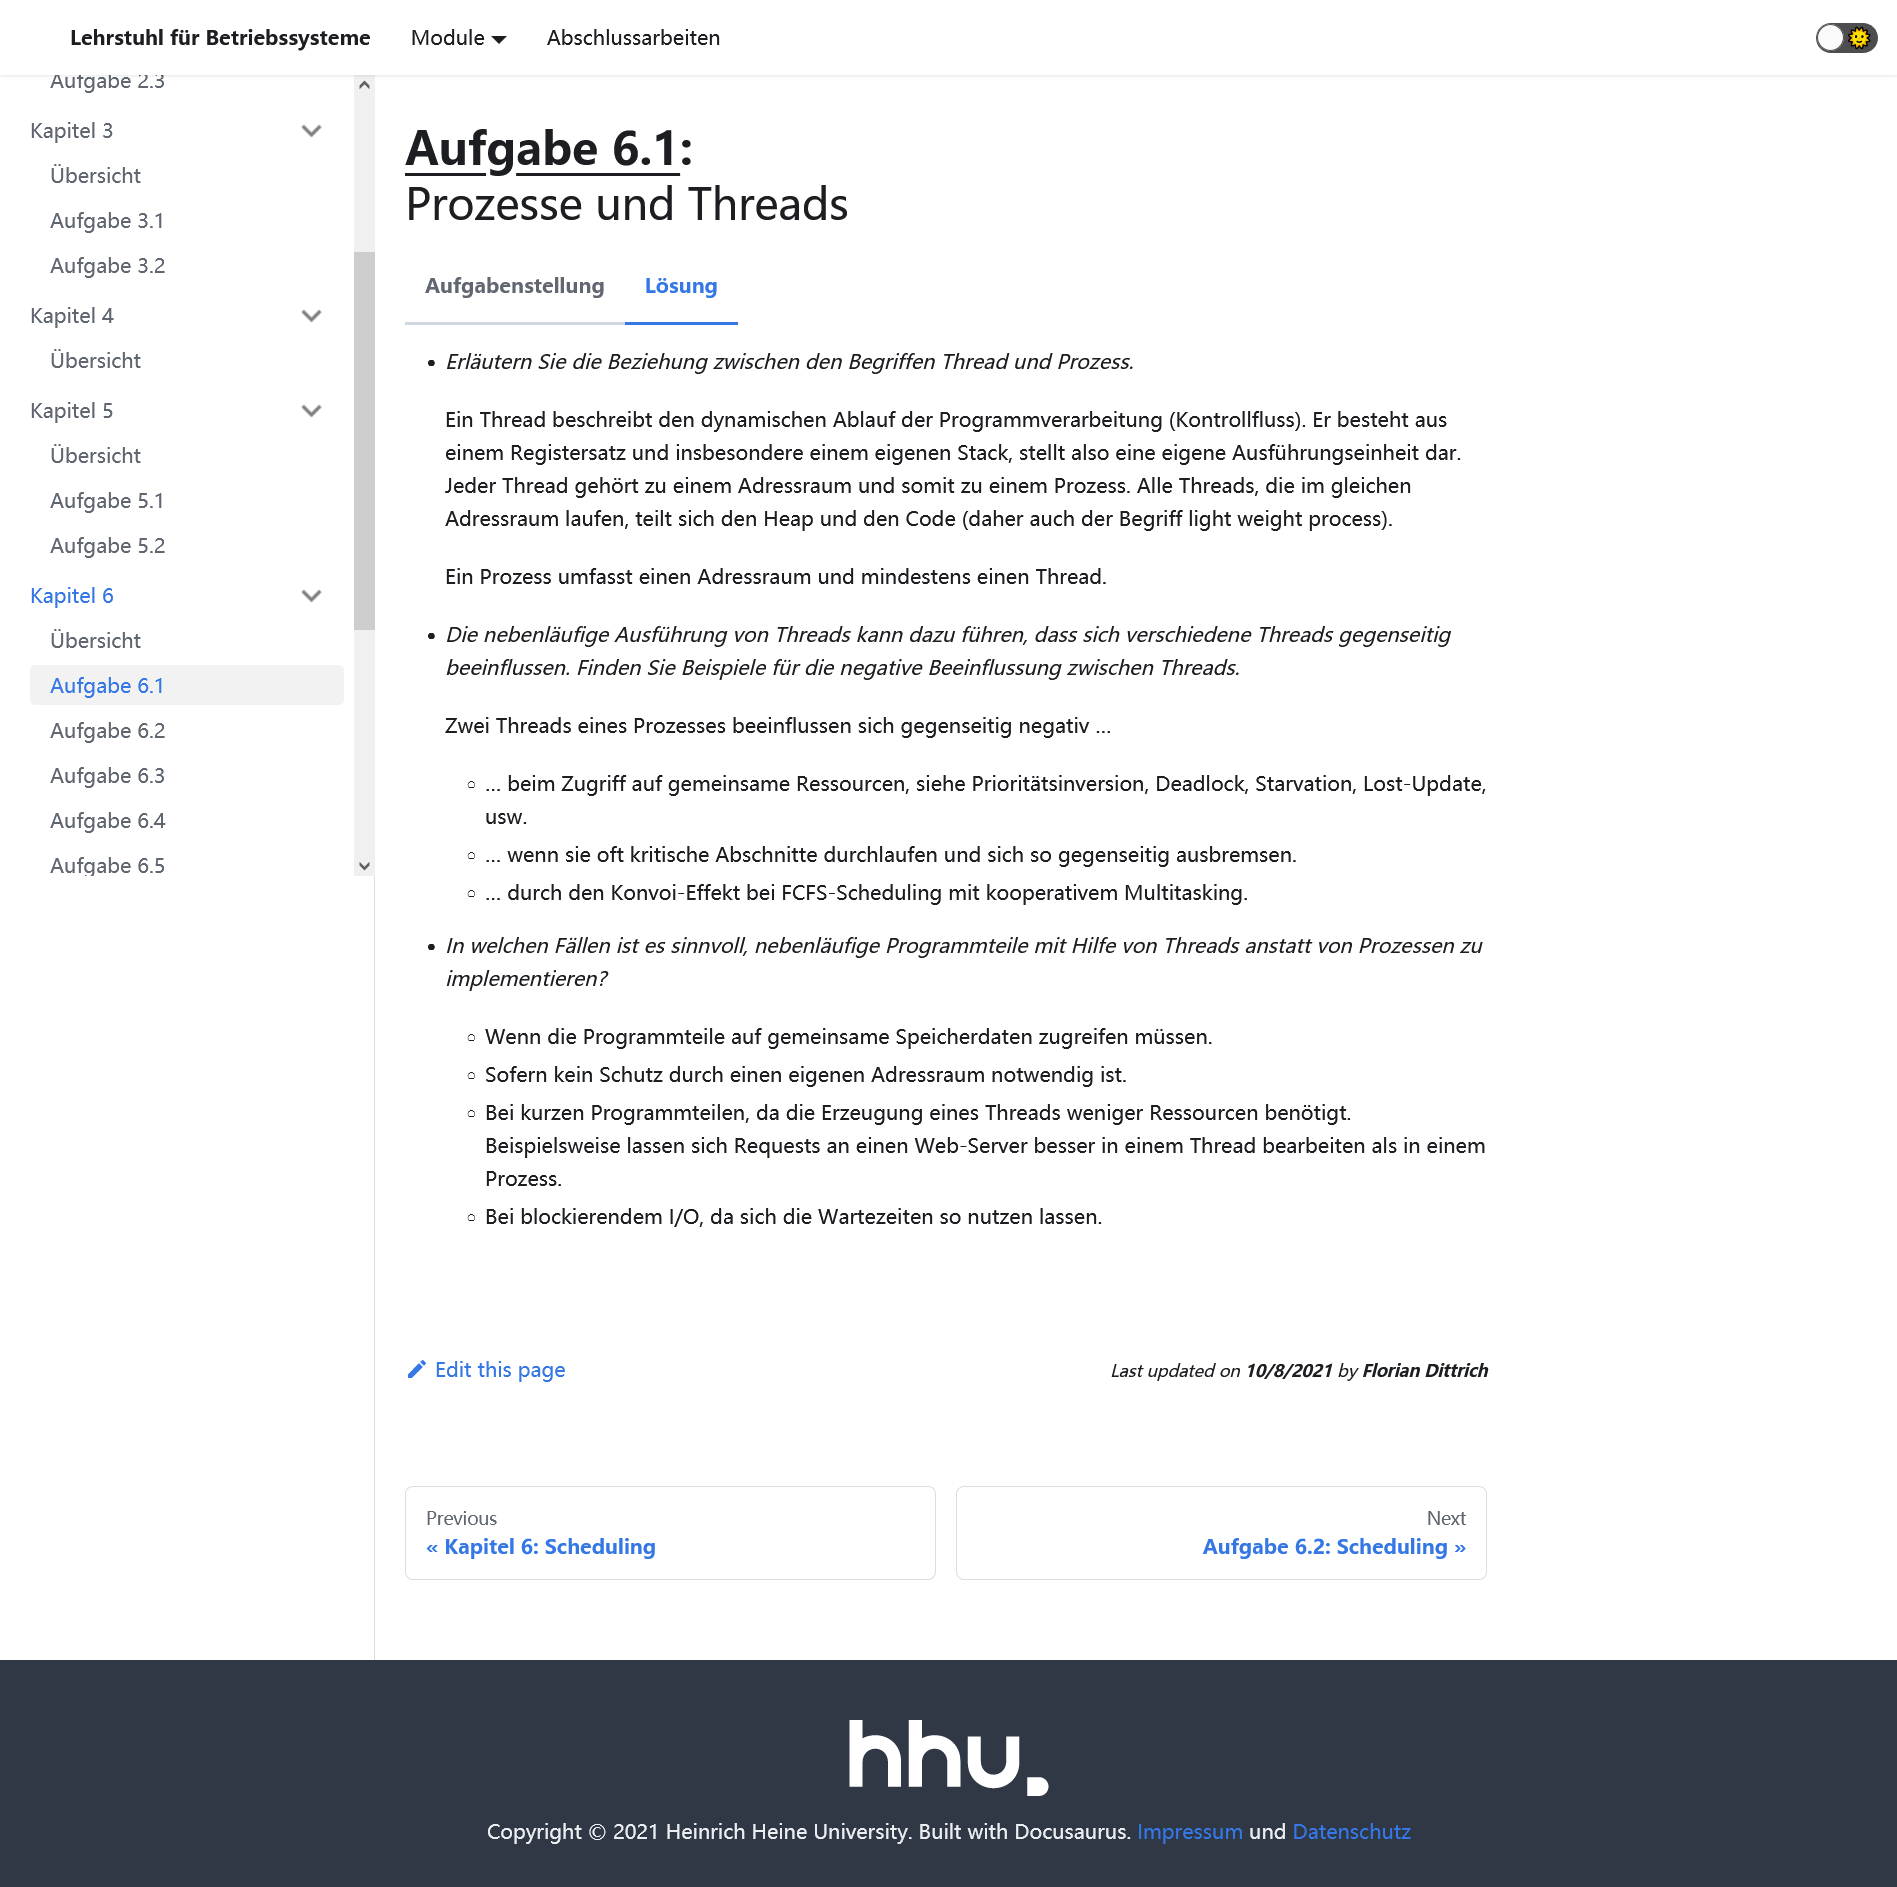 Lehrstuhl für Betriebssysteme
Module
Abschlussarbeiten
Aufgabe 2.3
Kapitel 3
Übersicht
Aufgabe 3.1
Aufgabe 3.2
Kapitel 4
Übersicht
Kapitel 5
Übersicht
Aufgabe 5.1
Aufgabe 5.2
Kapitel 6
Übersicht
Aufgabe 6.1
Aufgabe 6.2
Aufgabe 6.3
Aufgabe 6.4
Aufgabe 6.5
Aufgabe 6.1:
Prozesse und Threads
Aufgabenstellung
Lösung
• Erläutern Sie die Beziehung zwischen den Begriffen Thread und Prozess.
Ein Thread beschreibt den dynamischen Ablauf der Programmverarbeitung (Kontrollfluss). Er besteht aus
einem Registersatz und insbesondere einem eigenen Stack, stellt also eine eigene Ausführungseinheit dar.
Jeder Thread gehört zu einem Adressraum und somit zu einem Prozess. Alle Threads, die im gleichen
Adressraum laufen, teilt sich den Heap und den Code (daher auch der Begriff light weight process).
Ein Prozess umfasst einen Adressraum und mindestens einen Thread.
• Die nebenläufige Ausführung von Threads kann dazu führen, dass sich verschiedene Threads gegenseitig
beeinflussen. Finden Sie Beispiele für die negative Beeinflussung zwischen Threads.
Zwei Threads eines Prozesses beeinflussen sich gegenseitig negativ ...
○ ... beim Zugriff auf gemeinsame Ressourcen, siehe Prioritätsinversion, Deadlock, Starvation, Lost-Update,
usw.
○ ... wenn sie oft kritische Abschnitte durchlaufen und sich so gegenseitig ausbremsen.
○ ... durch den Konvoi-Effekt bei FCFS-Scheduling mit kooperativem Multitasking.
• In welchen Fällen ist es sinnvoll, nebenläufige Programmteile mit Hilfe von Threads anstatt von Prozessen zu
implementieren?
○ Wenn die Programmteile auf gemeinsame Speicherdaten zugreifen müssen.
○ Sofern kein Schutz durch einen eigenen Adressraum notwendig ist.
○ Bei kurzen Programmteilen, da die Erzeugung eines Threads weniger Ressourcen benötigt.
Beispielsweise lassen sich Requests an einen Web-Server besser in einem Thread bearbeiten als in einem
Prozess.
○ Bei blockierendem I/O, da sich die Wartezeiten so nutzen lassen.
Edit this page
Last updated on 10/8/2021 by Florian Dittrich
Previous
« Kapitel 6: Scheduling
Next
Aufgabe 6.2: Scheduling »
hhu.
Copyright © 2021 Heinrich Heine University. Built with Docusaurus. Impressum und Datenschutz